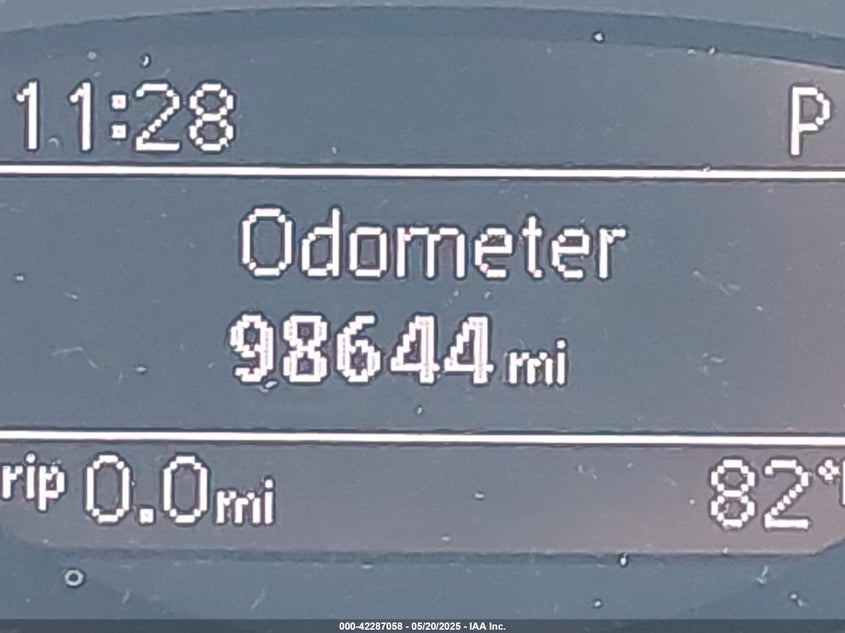 11:28 P
Odometer
98644 mi
rip 0.0 mi 82°
000-42287058 - 05/20/2025 - IAA Inc.